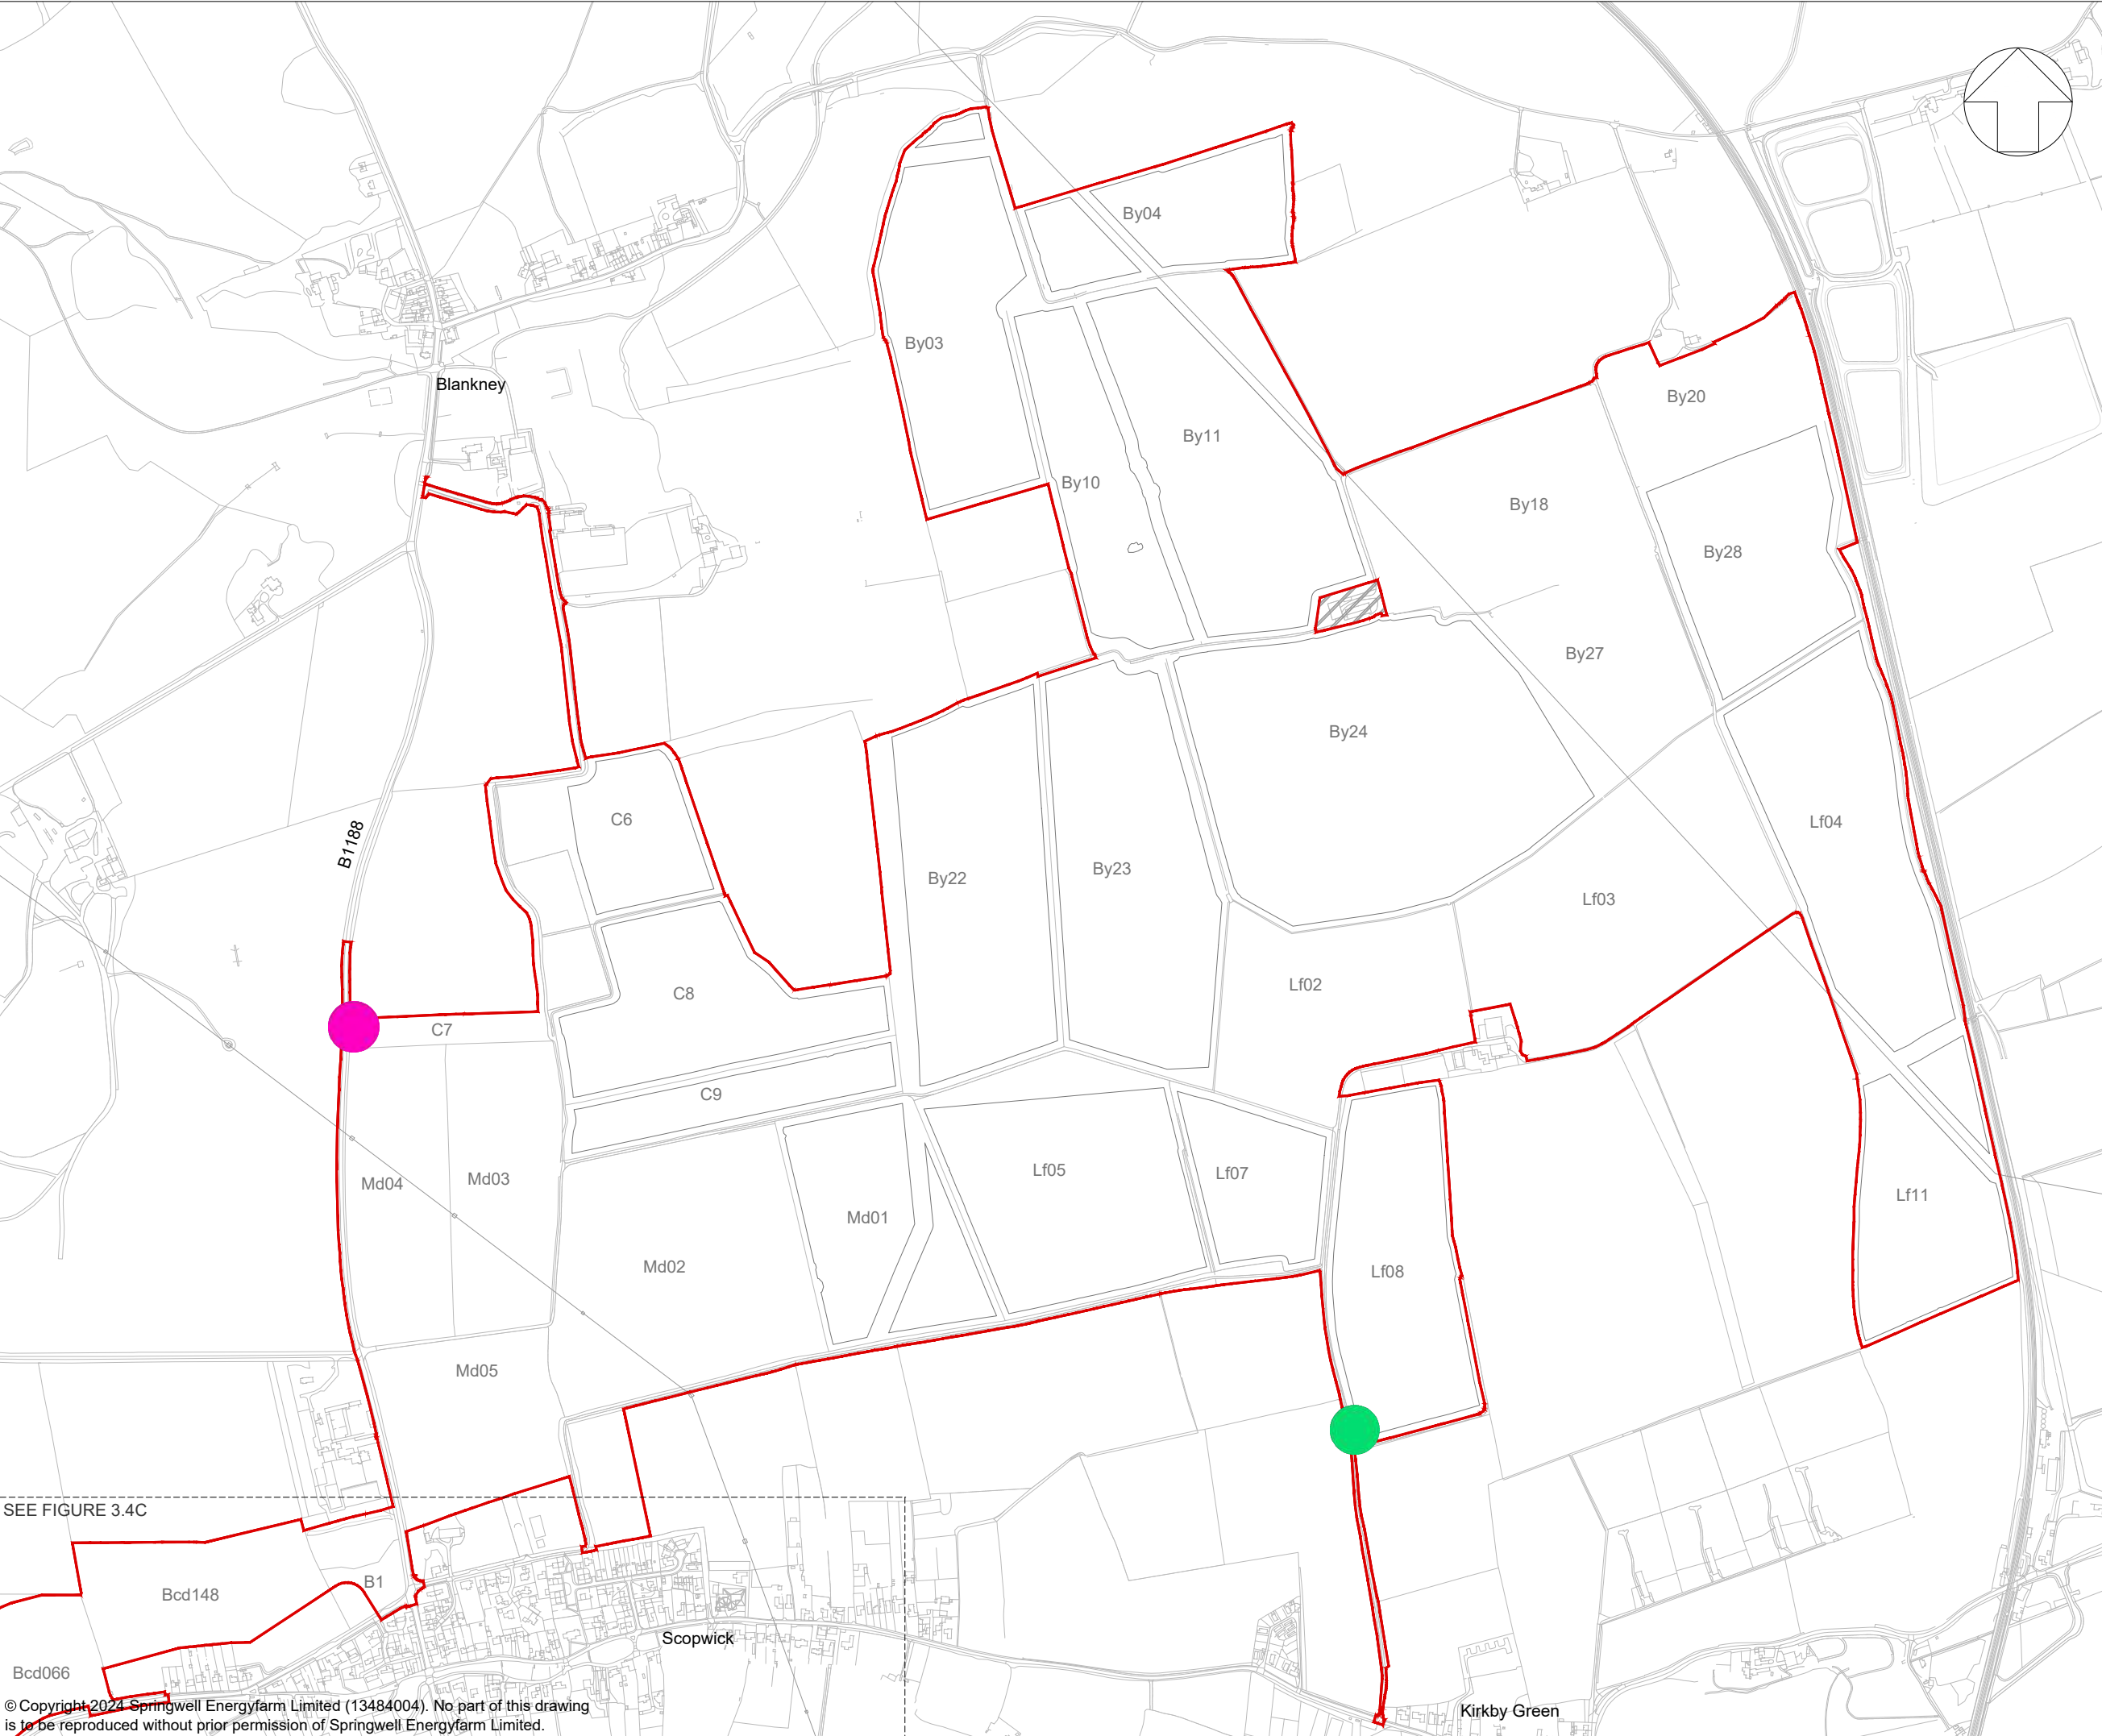 By04
By03
Blankney
By20
By11
By10
By18
By28
By27
By24
C6
Lf04
B1188
By23
By22
Lf03
Lf02
C8
C7
C9
Lf05
Lf07
Md03
Md04
Lf11
Md01
Md02
Lf08
Md05
SEE FIGURE 3.4C
B1
Bcd148
Scopwick
Bcd066
Kirkby Green
© Copyright 2024 Springwell Energyfarm Limited (13484004). No part of this drawing
is to be reproduced without prior permission of Springwell Energyfarm Limited.